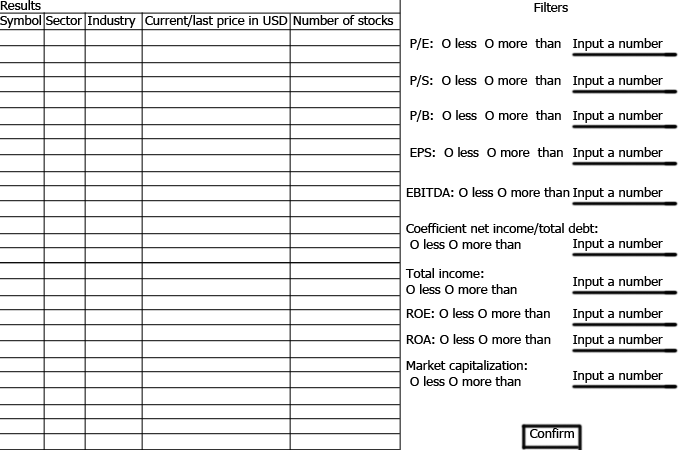 Results
Symbol Sector Industry Current/last price in USD Number of stocks
Filters
P/E: O less O more than Input a number
P/S: O less O more than Input a number
P/B: O less O more than Input a number
EPS: O less O more than Input a number
EBITDA: O less O more than Input a number
Coefficient net income/total debt:
O less O more than Input a number
Total income:
O less O more than Input a number
ROE: O less O more than Input a number
ROA: O less O more than Input a number
Market capitalization:
O less O more than Input a number
Confirm